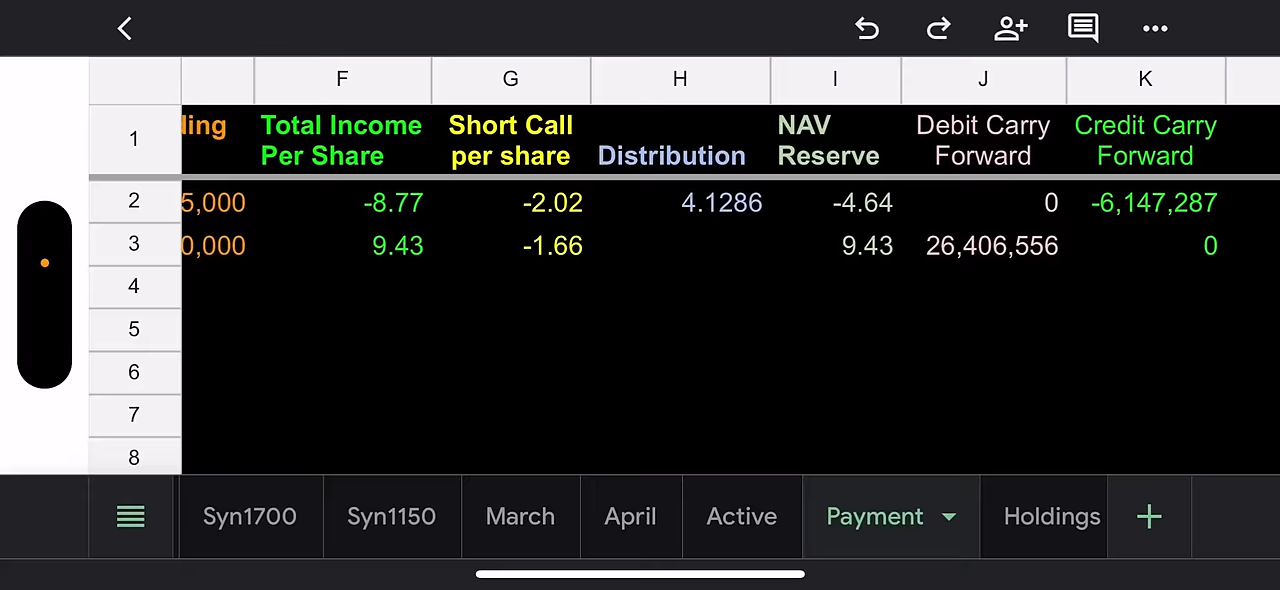 F G H I J K
1 Total Income Per Share Short Call per share Distribution NAV Reserve Debit Carry Forward Credit Carry Forward
2 5,000 -8.77 -2.02 4.1286 -4.64 0 -6,147,287
3 0,000 9.43 -1.66 9.43 26,406,556 0
4
5
6
7
8
Syn1700 Syn1150 March April Active Payment Holdings